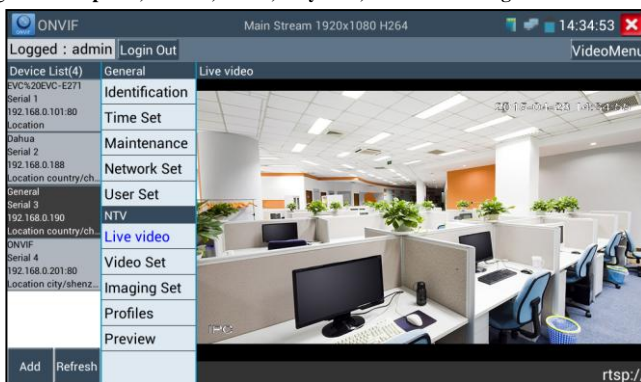 ONVIF
Main Stream 1920x1080 H264
14:34:53
Logged : admin
Login Out
VideoMenu
Device List(4)
EVC%20EVC-E271
Serial 1
192.168.0.101:80
Location
Dahua
Serial 2
192.168.0.188
Location country/ch..
General
Serial 3
192.168.0.190
Location country/ch..
ONVIF
Serial 4
192.168.0.201:80
Location city/shenz...
Add
Refresh
General
Identification
Time Set
Maintenance
Network Set
User Set
NTV
Live video
Video Set
Imaging Set
Profiles
Preview
Live video
IPC
rtsp:/